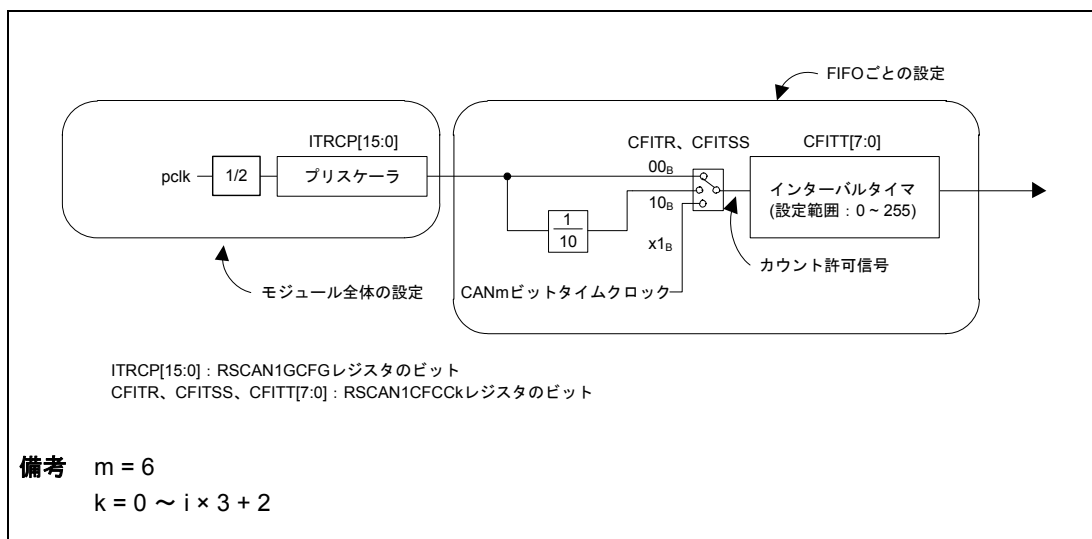 FIFOごとの設定
ITRCP[15:0]
CFITR、CFITSS
CFITT[7:0]
pclk
1/2
プリスケーラ
00B
10B
x1B
1
10
インターバルタイマ
(設定範囲：0 ~ 255)
カウント許可信号
モジュール全体の設定
CANmビットタイムクロック
ITRCP[15:0]：RSCAN1GCFGレジスタのビット
CFITR、CFITSS、CFITT[7:0]：RSCAN1CFCCkレジスタのビット
備考 m = 6
k = 0 ～ i × 3 + 2